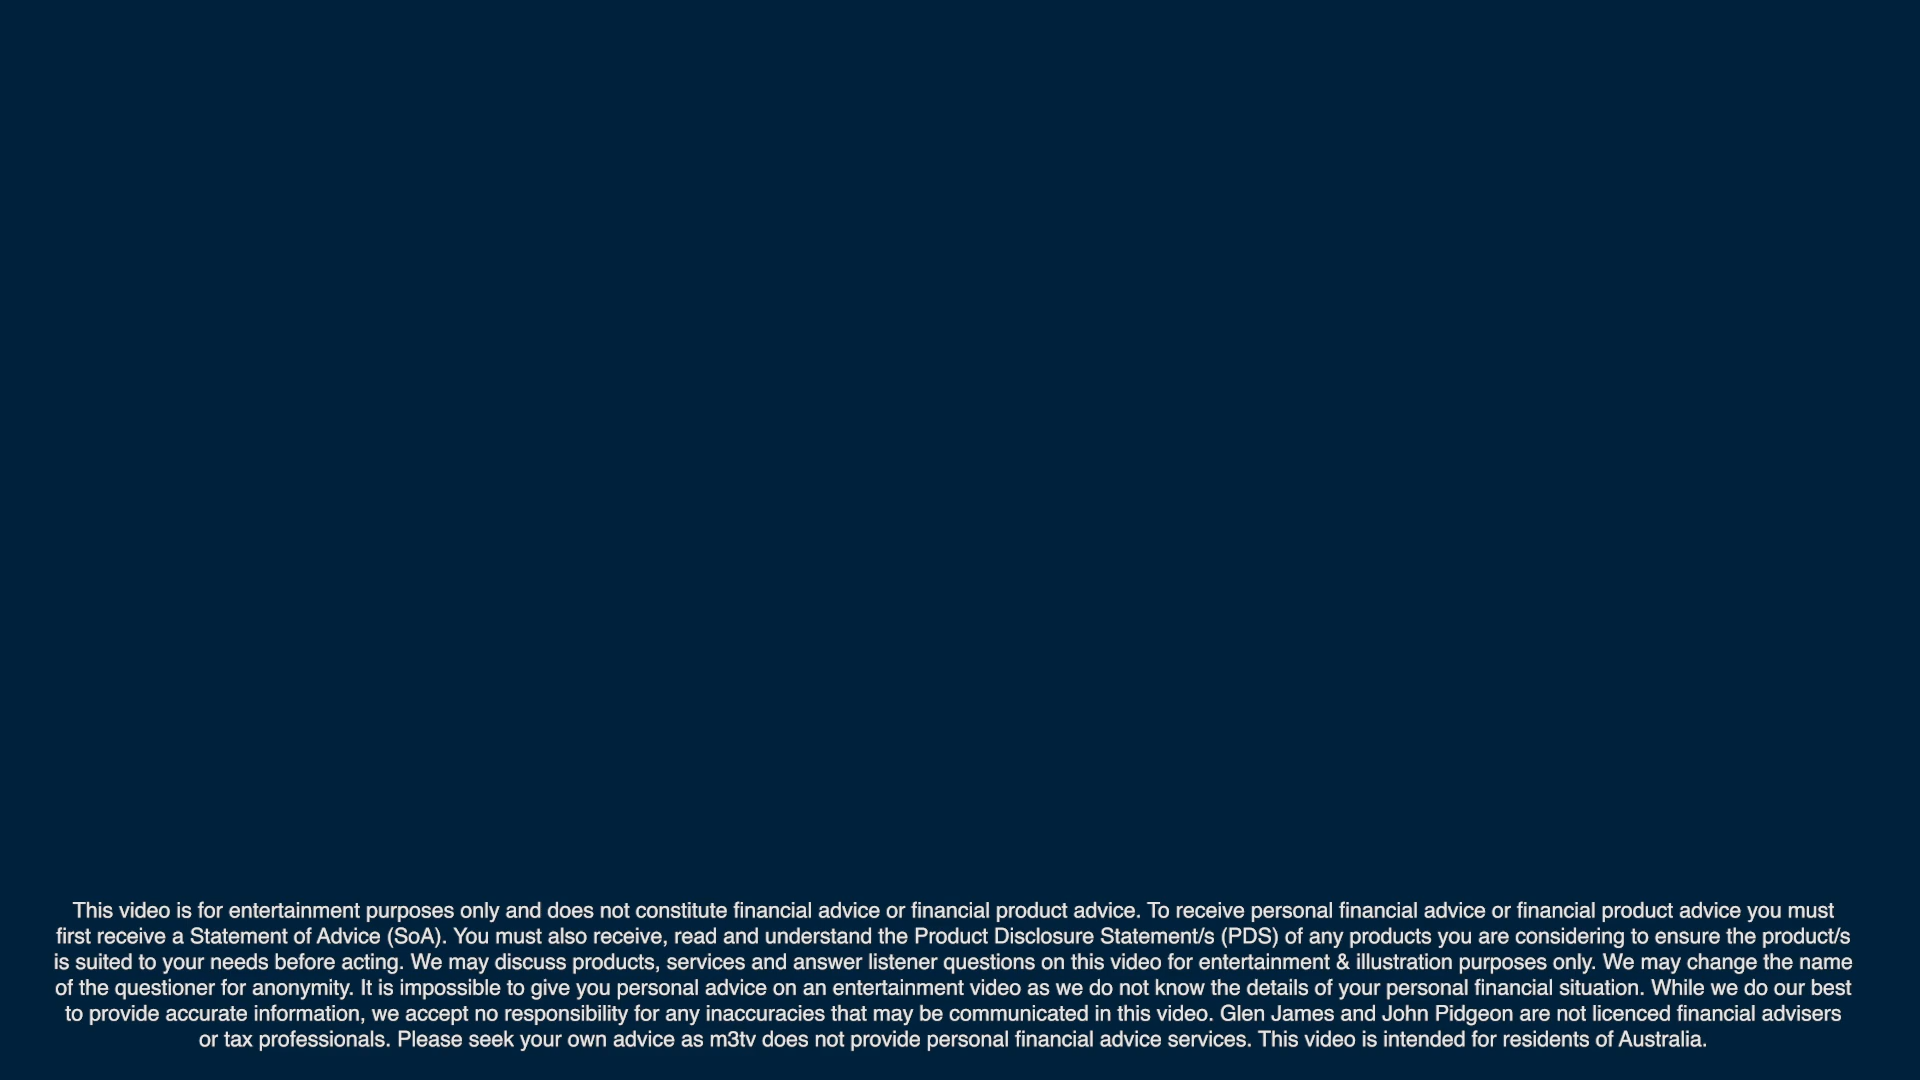 This video is for entertainment purposes only and does not constitute financial advice or financial product advice. To receive personal financial advice or financial product advice you must
first receive a Statement of Advice (SoA). You must also receive, read and understand the Product Disclosure Statement/s (PDS) of any products you are considering to ensure the product/s
is suited to your needs before acting. We may discuss products, services and answer listener questions on this video for entertainment & illustration purposes only. We may change the name
of the questioner for anonymity. It is impossible to give you personal advice on an entertainment video as we do not know the details of your personal financial situation. While we do our best
to provide accurate information, we accept no responsibility for any inaccuracies that may be communicated in this video. Glen James and John Pidgeon are not licenced financial advisers
or tax professionals. Please seek your own advice as m3tv does not provide personal financial advice services. This video is intended for residents of Australia.